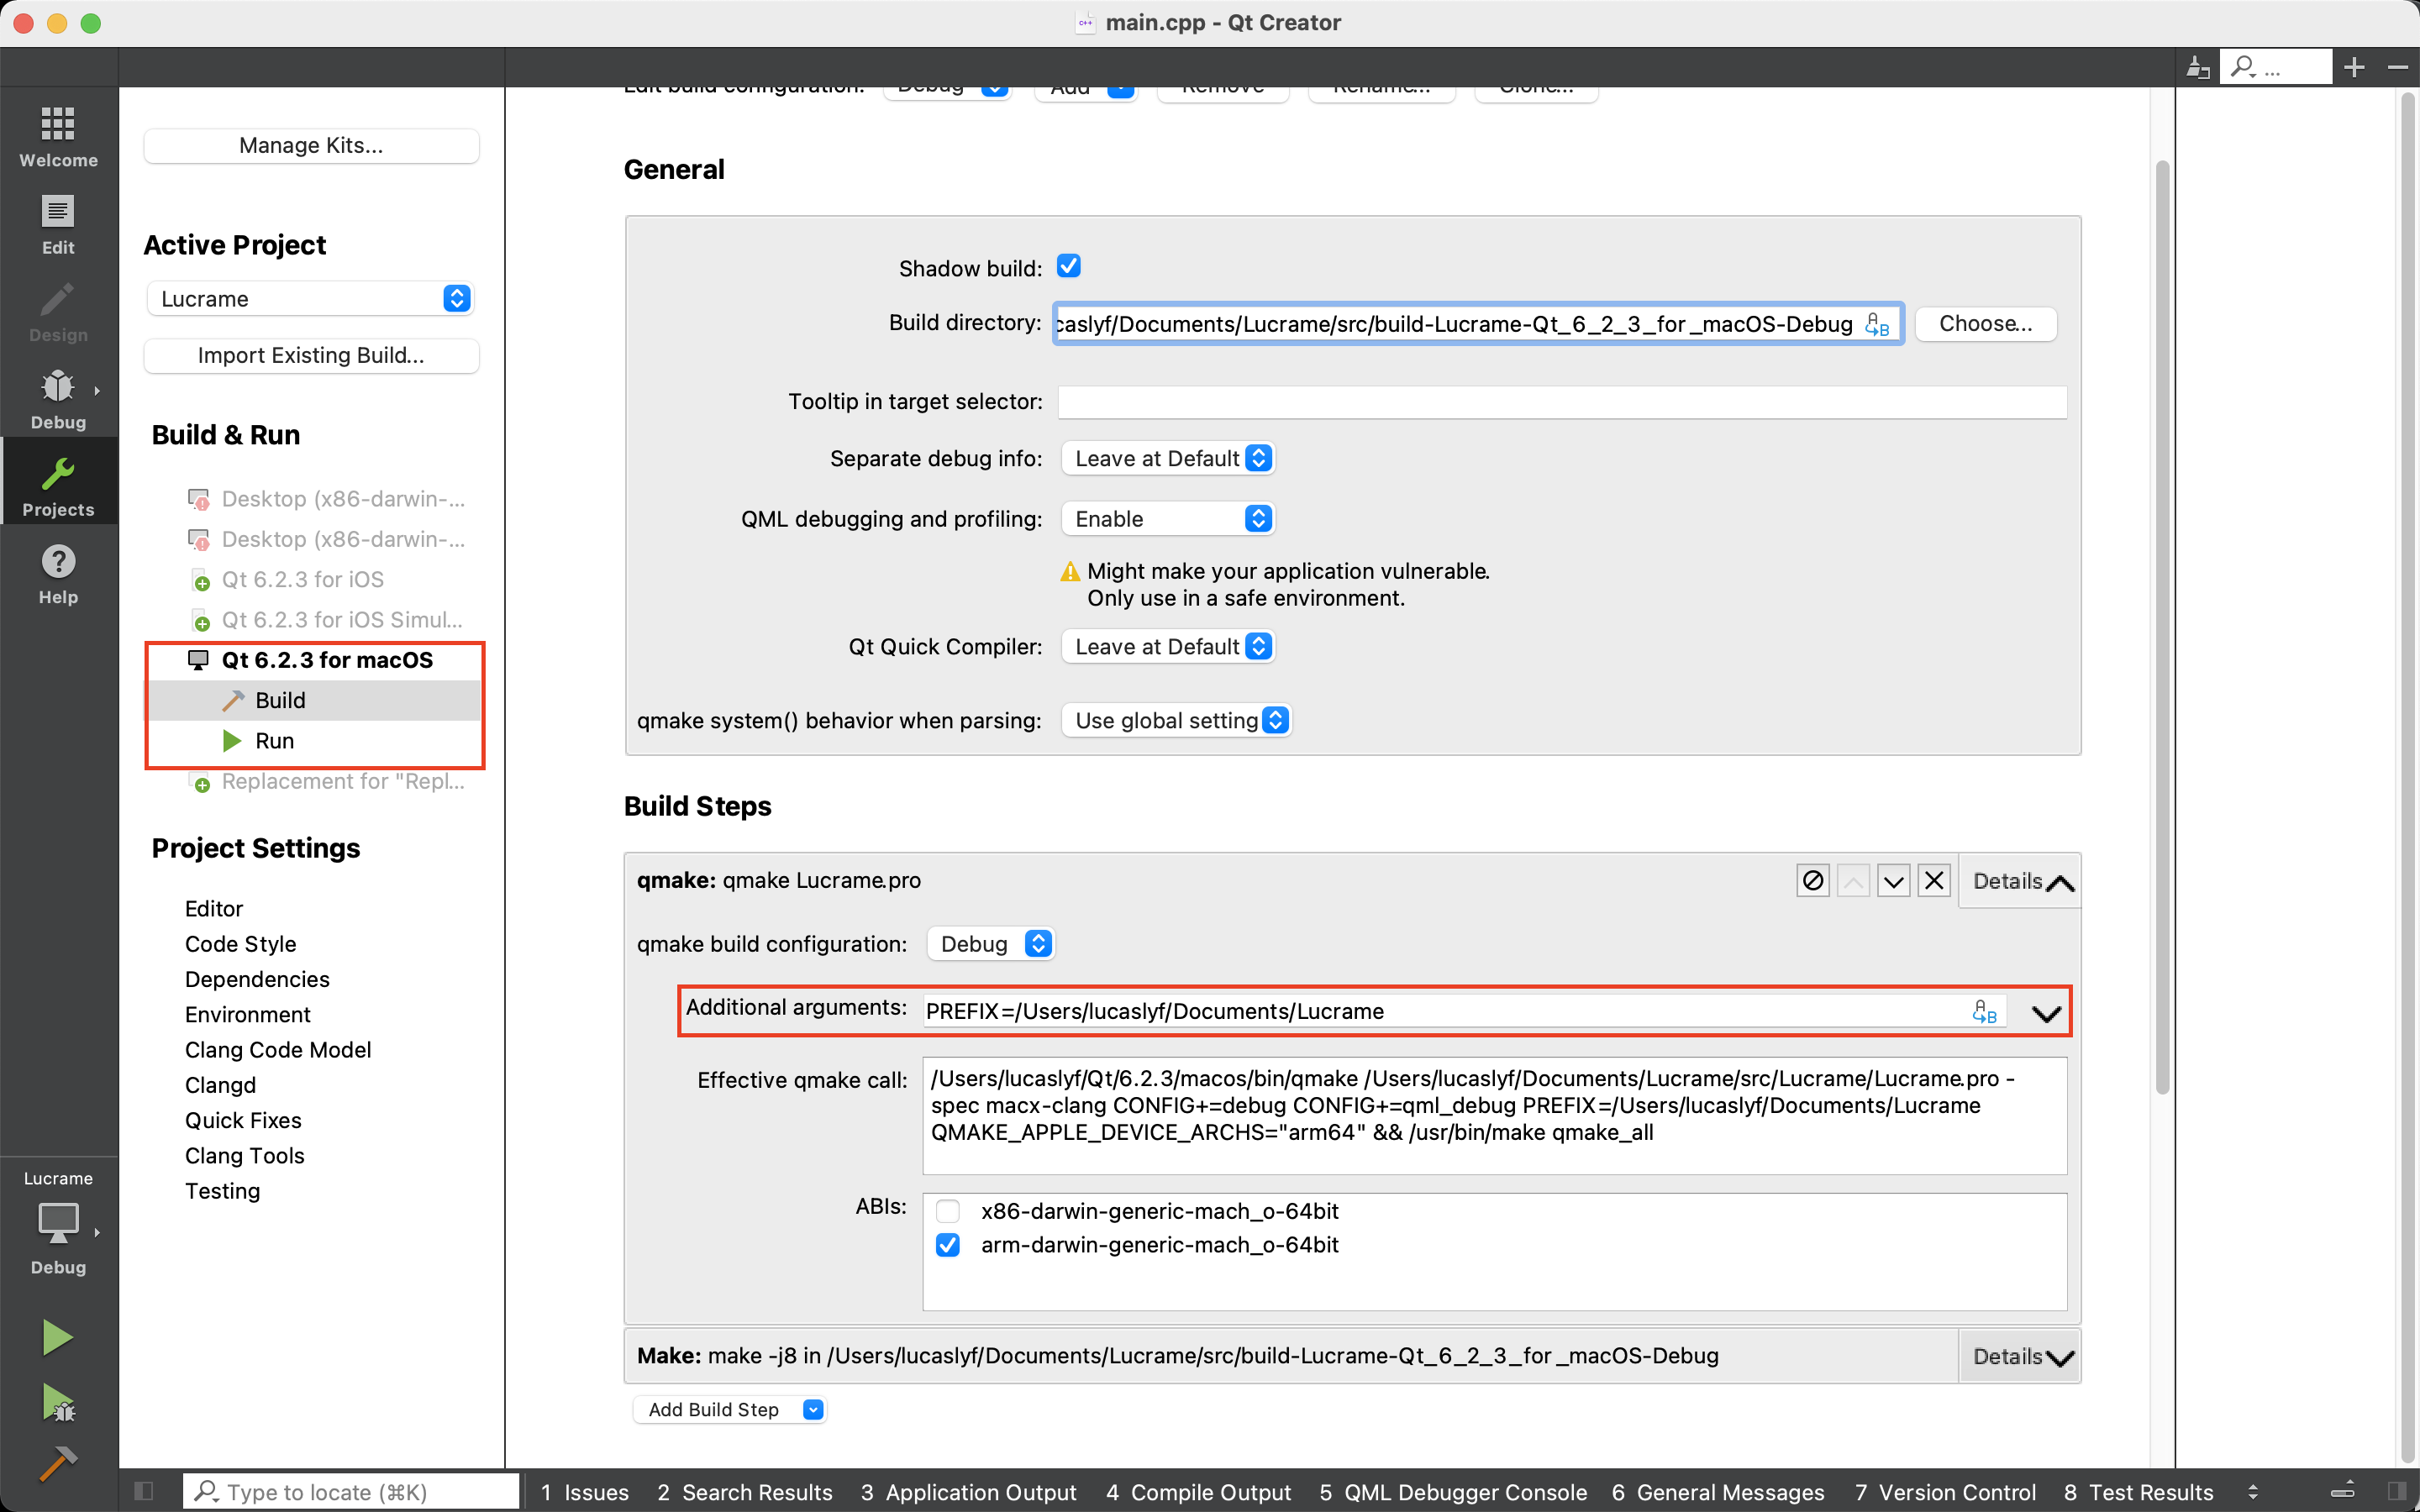 main.cpp - Qt Creator
...
Welcome
Edit
Design
Debug
Projects
Help
Lucrame
Debug
Manage Kits...
Active Project
Lucrame
Import Existing Build...
Build & Run
Desktop (x86-darwin-...
Desktop (x86-darwin-...
Qt 6.2.3 for iOS
Qt 6.2.3 for iOS Simul...
Qt 6.2.3 for macOS
Build
Run
Replacement for "Repl...
Project Settings
Editor
Code Style
Dependencies
Environment
Clang Code Model
Clangd
Quick Fixes
Clang Tools
Testing
Edit build configuration: Debug Add Remove Rename... Clone...
General
Shadow build:
Build directory: caslyf/Documents/Lucrame/src/build-Lucrame-Qt_6_2_3_for_macOS-Debug Choose...
Tooltip in target selector:
Separate debug info: Leave at Default
QML debugging and profiling: Enable
Might make your application vulnerable.
Only use in a safe environment.
Qt Quick Compiler: Leave at Default
qmake system() behavior when parsing: Use global setting
Build Steps
qmake: qmake Lucrame.pro Details
qmake build configuration: Debug
Additional arguments: PREFIX=/Users/lucaslyf/Documents/Lucrame
Effective qmake call: /Users/lucaslyf/Qt/6.2.3/macos/bin/qmake /Users/lucaslyf/Documents/Lucrame/src/Lucrame/Lucrame.pro -
spec macx-clang CONFIG+=debug CONFIG+=qml_debug PREFIX=/Users/lucaslyf/Documents/Lucrame
QMAKE_APPLE_DEVICE_ARCHS="arm64" && /usr/bin/make qmake_all
ABIs: x86-darwin-generic-mach_o-64bit
arm-darwin-generic-mach_o-64bit
Make: make -j8 in /Users/lucaslyf/Documents/Lucrame/src/build-Lucrame-Qt_6_2_3_for_macOS-Debug Details
Add Build Step
Type to locate (⌘K) 1 Issues 2 Search Results 3 Application Output 4 Compile Output 5 QML Debugger Console 6 General Messages 7 Version Control 8 Test Results